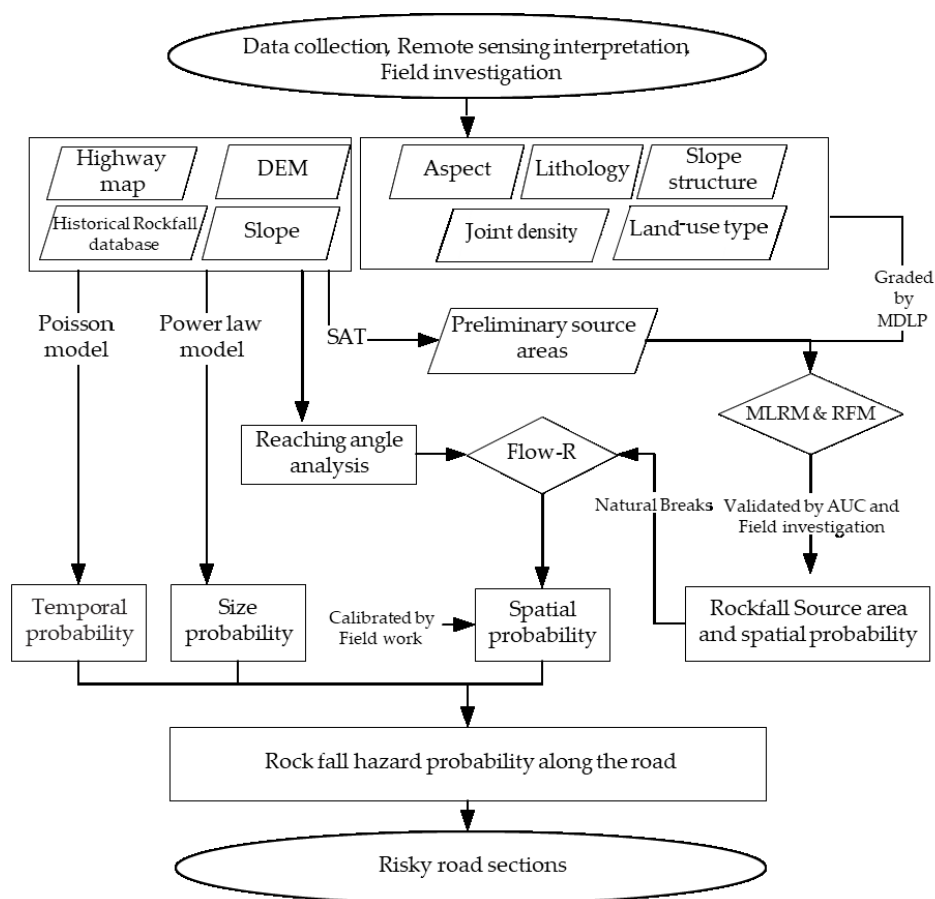 Data collection, Remote sensing interpretation,
Field investigation
Highway
map
DEM
Historical Rockfall
database
Slope
Aspect
Lithology
Slope
structure
Joint density
Land-use type
Graded
by
MDLP
Poisson
model
Power law
model
SAT
Preliminary source
areas
MLRM & RFM
Reaching angle
analysis
Flow-R
Natural Breaks
Validated by AUC and
Field investigation
Temporal
probability
Size
probability
Calibrated by
Field work
Spatial
probability
Rockfall Source area
and spatial probability
Rock fall hazard probability along the road
Risky road sections